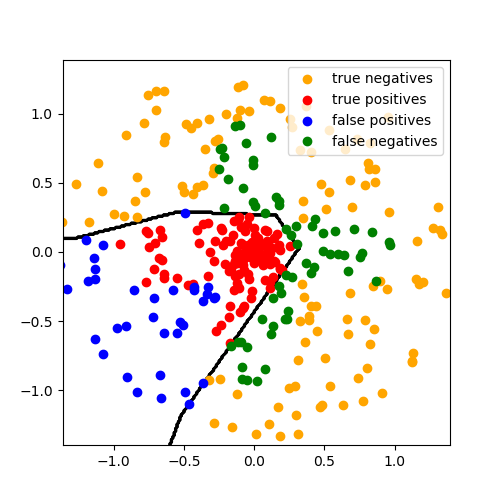 true negatives
true positives
false positives
false negatives
1.0
0.5
0.0
−0.5
−1.0
−1.0 −0.5 0.0 0.5 1.0